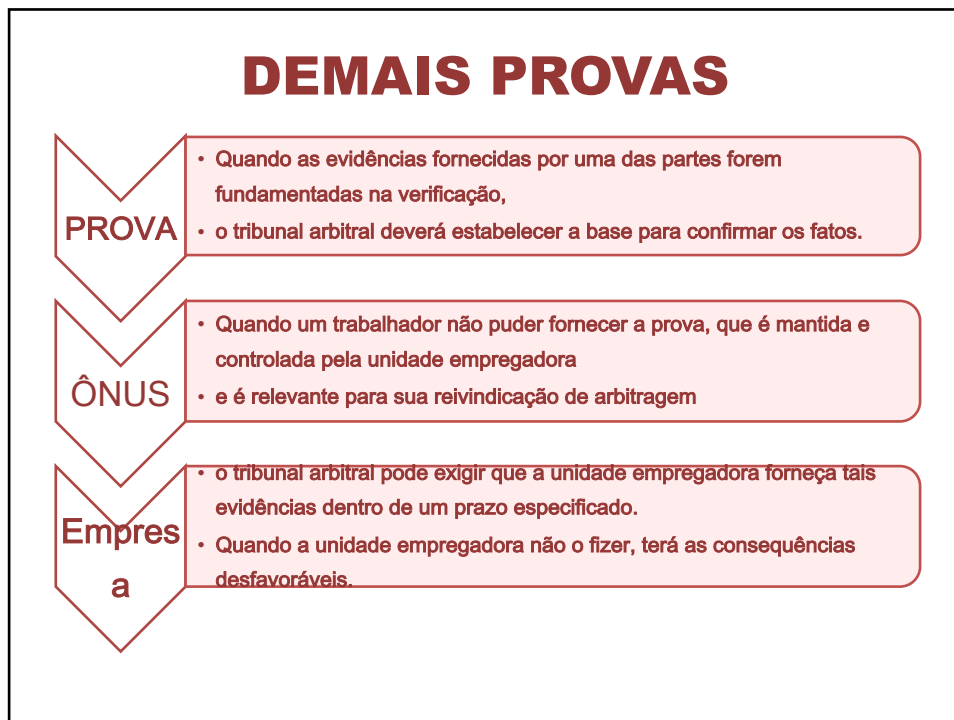 DEMAIS PROVAS
PROVA
• Quando as evidências fornecidas por uma das partes forem
fundamentadas na verificação,
• o tribunal arbitral deverá estabelecer a base para confirmar os fatos.
ÔNUS
• Quando um trabalhador não puder fornecer a prova, que é mantida e
controlada pela unidade empregadora
• e é relevante para sua reivindicação de arbitragem
Empres
a
• o tribunal arbitral pode exigir que a unidade empregadora forneça tais
evidências dentro de um prazo especificado.
• Quando a unidade empregadora não o fizer, terá as consequências
desfavoráveis.